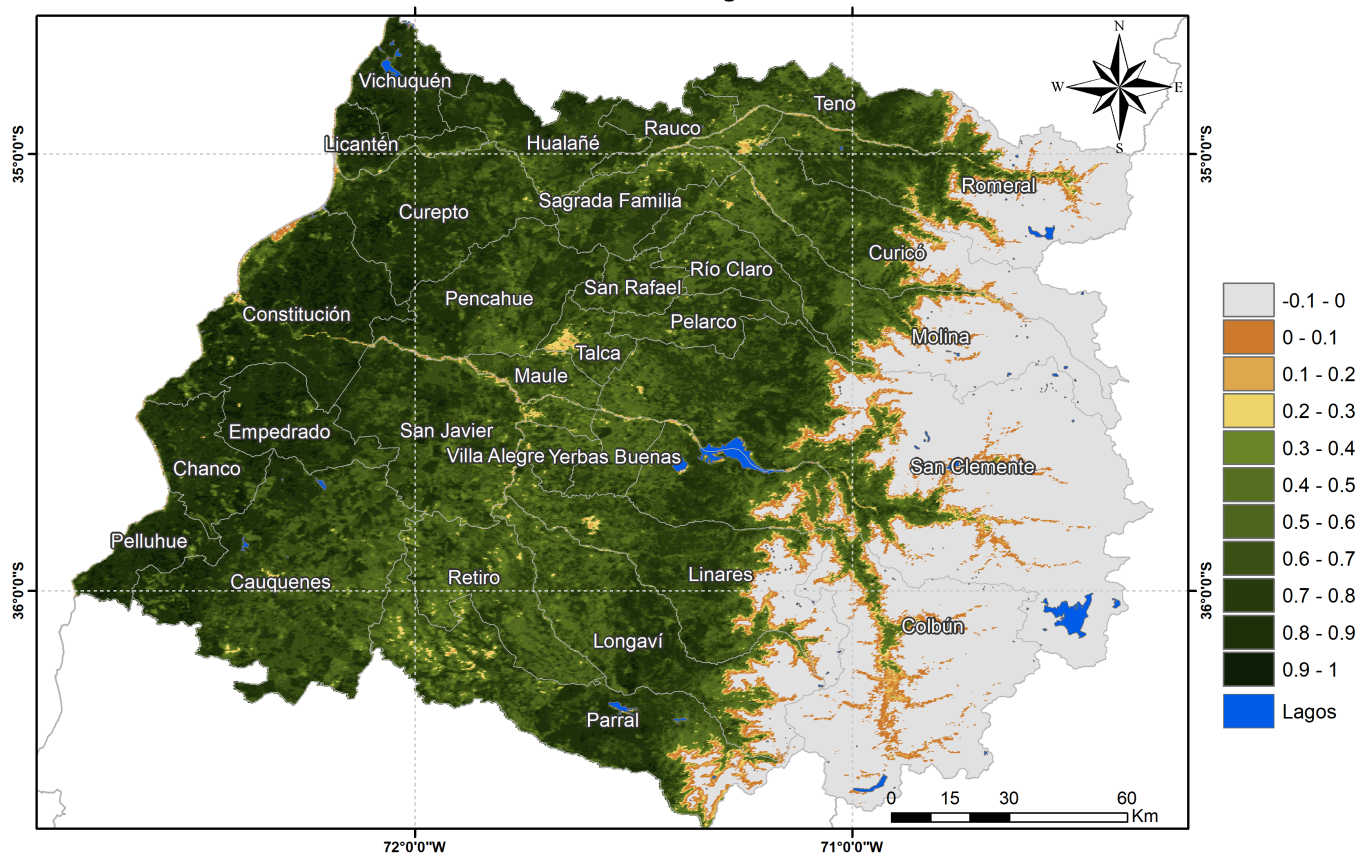 N
W E
S
Vichuquén
Teno
Rauco
Licantén
Hualañé
35°0'0"S
35°0'0"S
Romeral
Sagrada Familia
Curepto
Curicó
Río Claro
San Rafael
Pencahue
Constitución
Pelarco
Molina
Talca
Maule
Empedrado
San Javier
Villa Alegre
Yerbas Buenas
Chanco
San Clemente
Pelluhue
Cauquenes
Retiro
Linares
36°0'0"S
36°0'0"S
Colbún
Longaví
Parral
0 15 30 60
Km
72°0'0"W
71°0'0"W
-0.1 - 0
0 - 0.1
0.1 - 0.2
0.2 - 0.3
0.3 - 0.4
0.4 - 0.5
0.5 - 0.6
0.6 - 0.7
0.7 - 0.8
0.8 - 0.9
0.9 - 1
Lagos